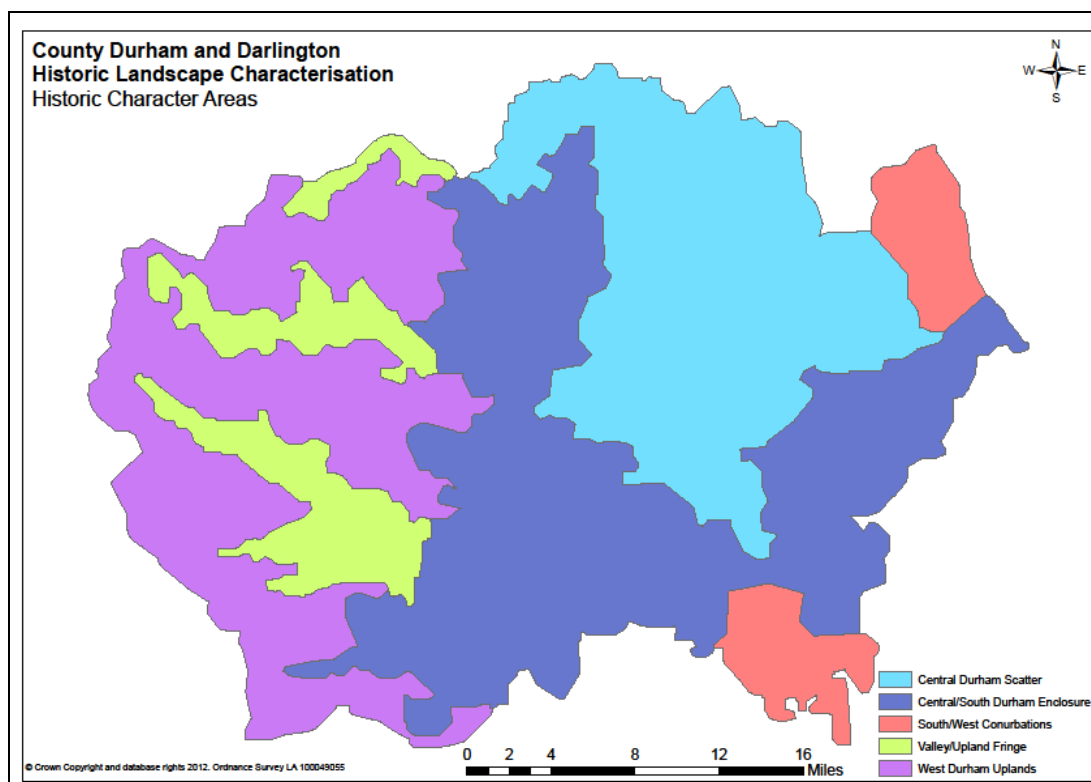 County Durham and Darlington
Historic Landscape Characterisation
Historic Character Areas
N
W E
S
Central Durham Scatter
Central/South Durham Enclosure
South/West Conurbations
Valley/Upland Fringe
West Durham Uplands
0 2 4 8 12 16
Miles
© Crown Copyright and database rights 2012. Ordnance Survey LA 100049055